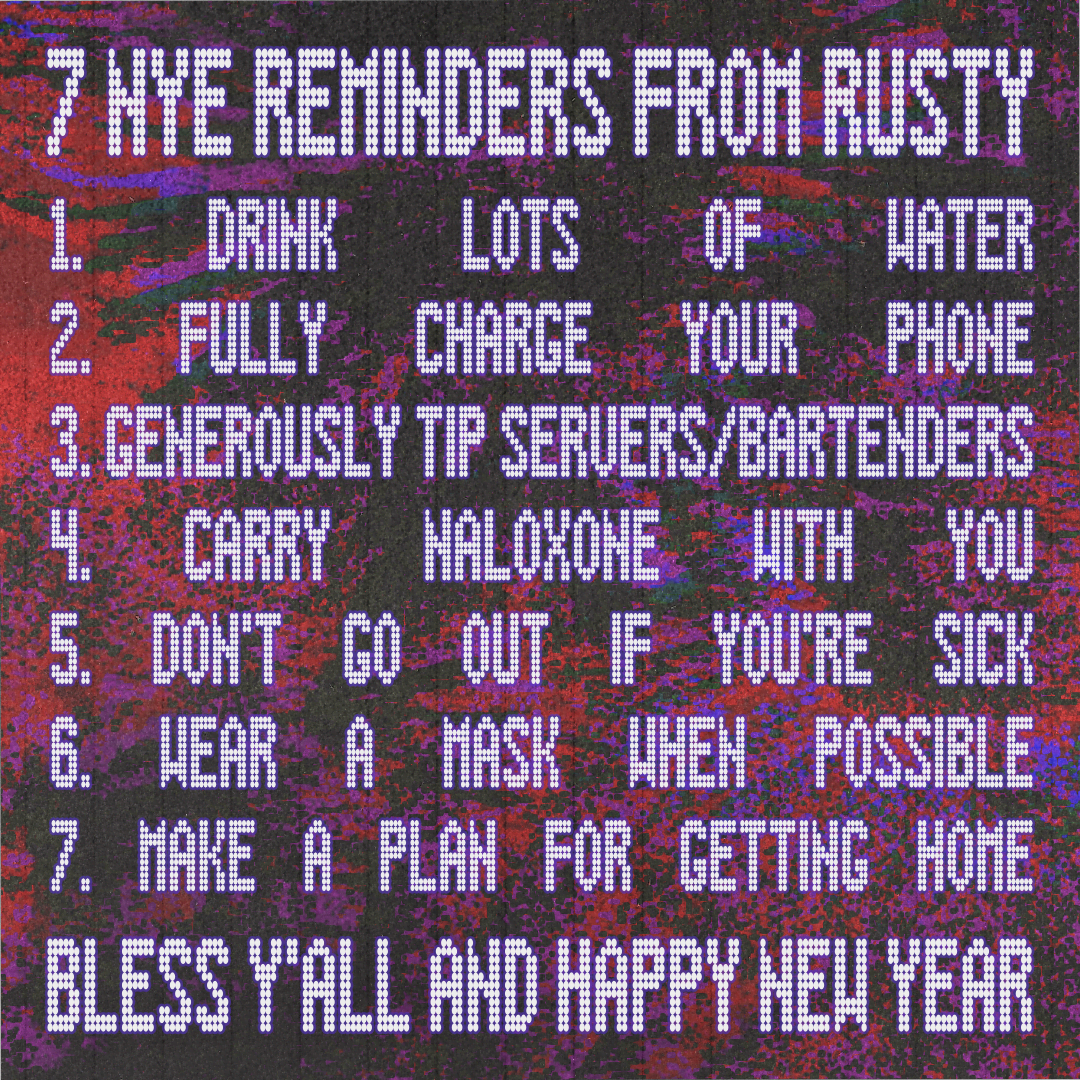 7 NYE REMINDERS FROM RUSTY
1. DRINK LOTS OF WATER
2. FULLY CHARGE YOUR PHONE
3. GENEROUSLY TIP SERVERS/BARTENDERS
4. CARRY NALOXONE WITH YOU
5. DON'T GO OUT IF YOU'RE SICK
6. WEAR A MASK WHEN POSSIBLE
7. MAKE A PLAN FOR GETTING HOME
BLESS Y'ALL AND HAPPY NEW YEAR